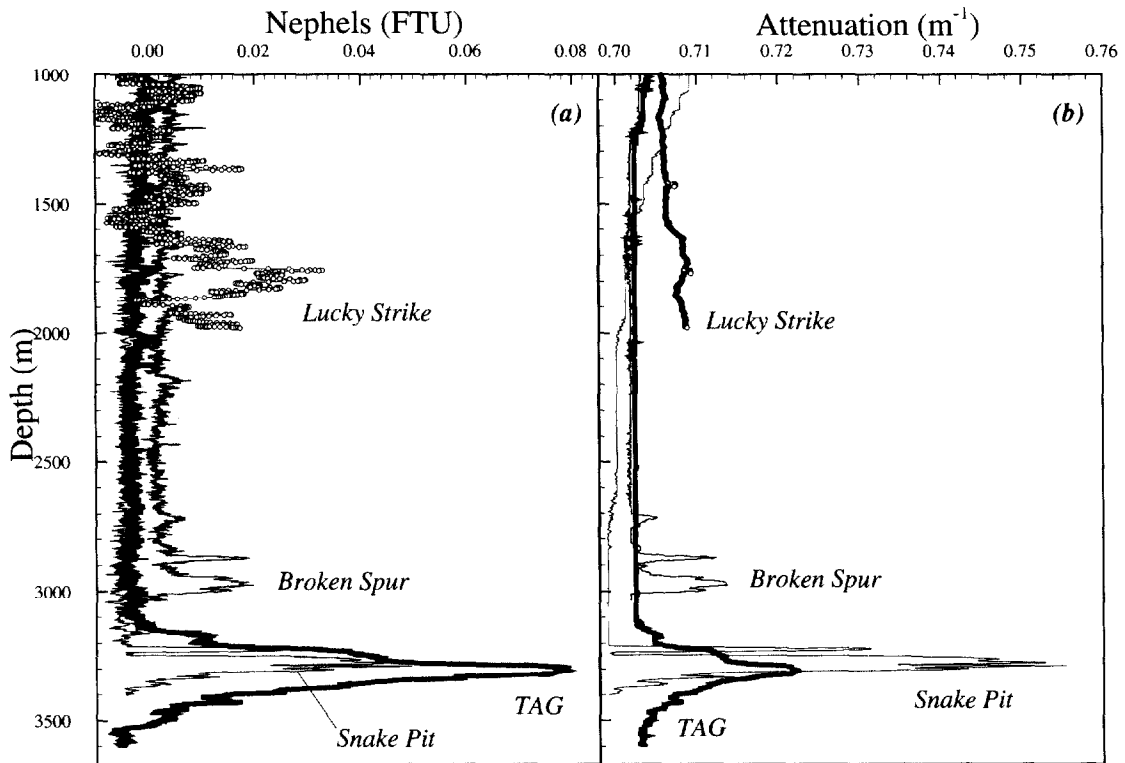 Nephels (FTU)
Attenuation (m⁻¹)
0.00 0.02 0.04 0.06 0.08
0.70 0.71 0.72 0.73 0.74 0.75 0.76
Depth (m)
1000
1500
2000
2500
3000
3500
(a)
Lucky Strike
Broken Spur
TAG
Snake Pit
(b)
Lucky Strike
Broken Spur
Snake Pit
TAG